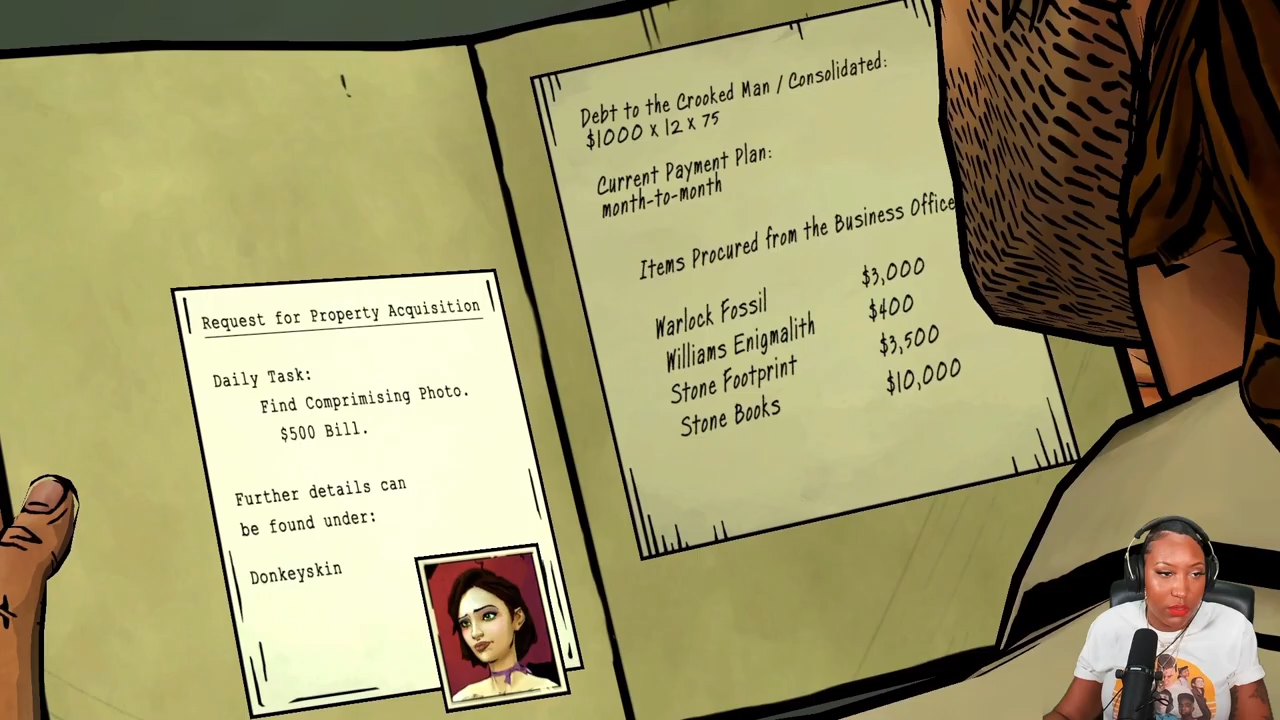 Request for Property Acquisition
Daily Task:
Find Comprimising Photo.
$500 Bill.
Further details can
be found under:
Donkeyskin
Debt to the Crooked Man / Consolidated:
$1000 x 12 x 75
Current Payment Plan:
month-to-month
Items Procured from the Business Office
Warlock Fossil $3,000
Williams Enigmalith $400
Stone Footprint $3,500
Stone Books $10,000